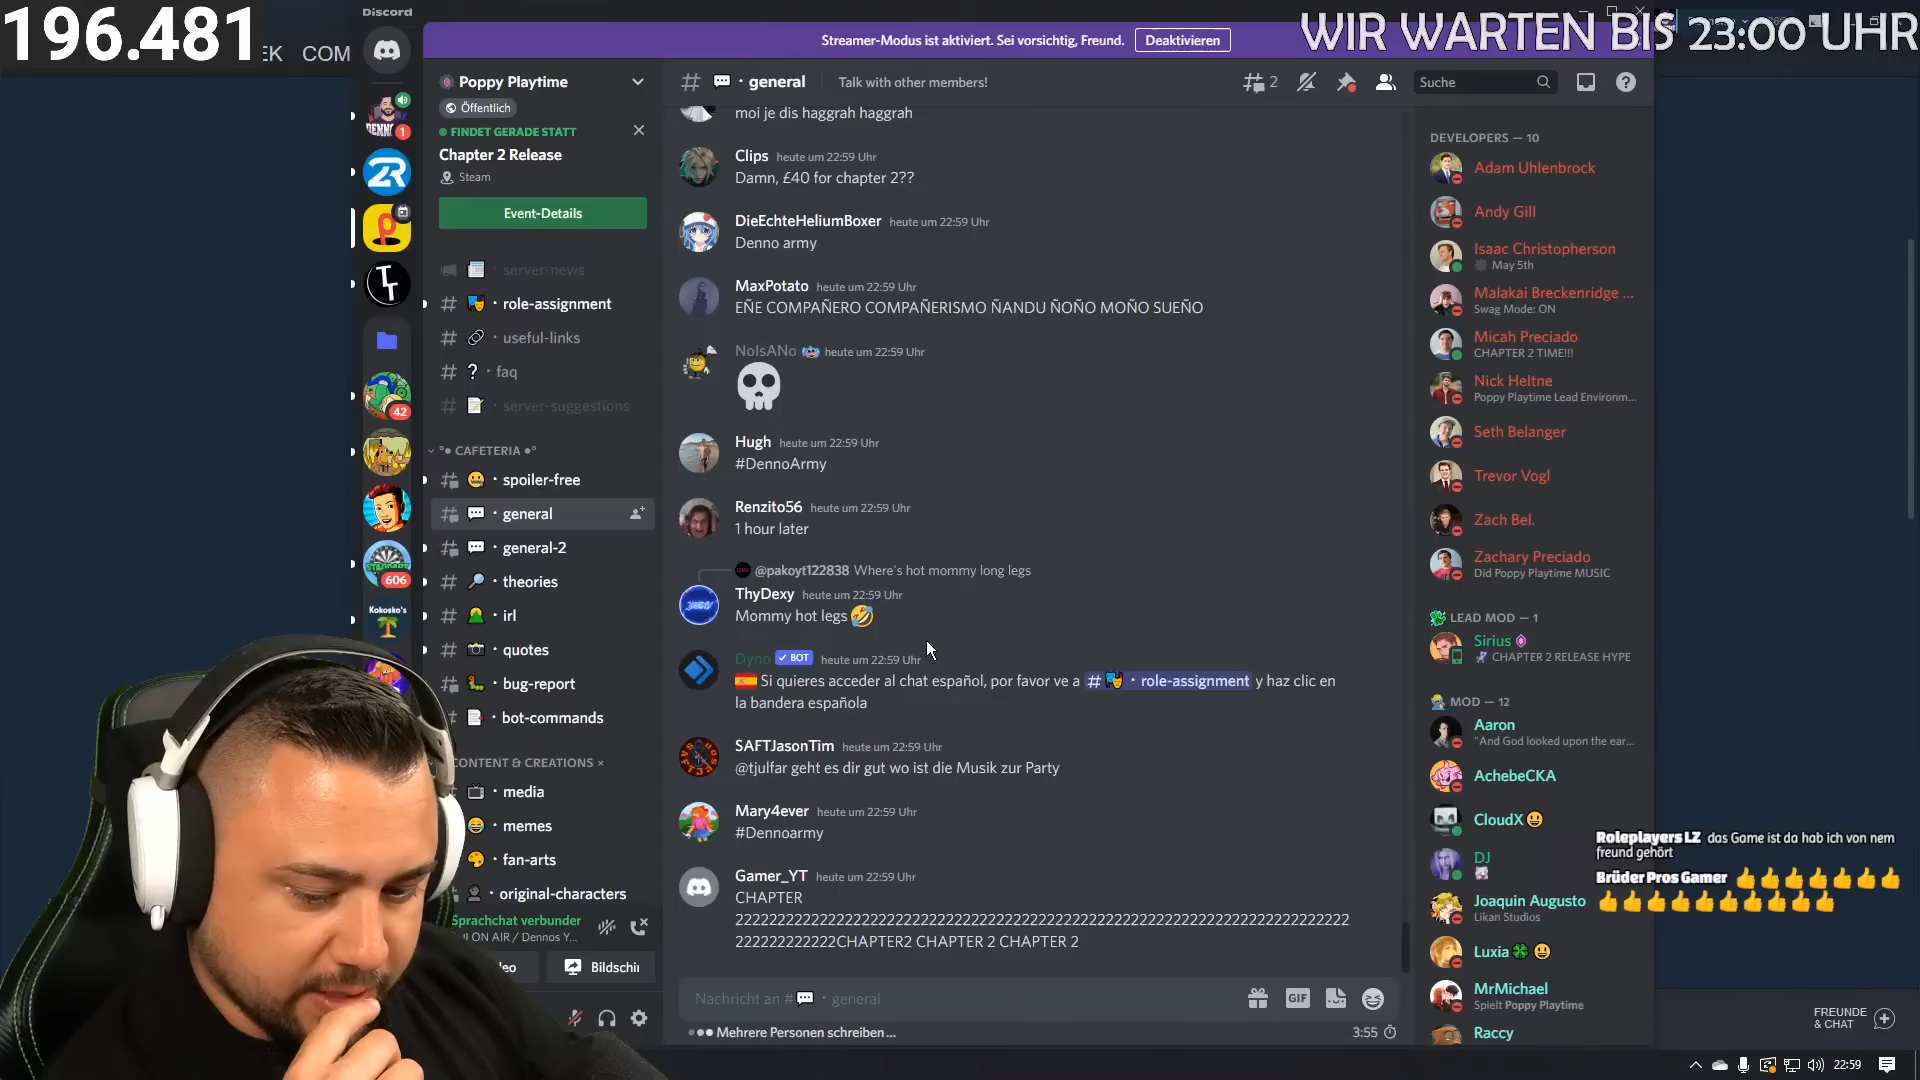 196.481
EK COM
WIR WARTEN BIS 23:00 UHR
Discord
Streamer-Modus ist aktiviert. Sei vorsichtig, Freund. Deaktivieren
Poppy Playtime
Öffentlich
FINDET GERADE STATT
Chapter 2 Release
Steam
Event-Details
server-news
role-assignment
useful-links
faq
server-suggestions
CAFETERIA
spoiler-free
general
general-2
theories
irl
quotes
bug-report
bot-commands
CONTENT & CREATIONS
media
memes
fan-arts
original-characters
Sprachchat verbunden
ON AIR / Dennos Y...
eo
Bildschi
DENNO
1
42
606
Kokosko's
# · general Talk with other members!
2
Suche
moi je dis haggrah haggrah
Clips heute um 22:59 Uhr
Damn, £40 for chapter 2??
DieEchteHeliumBoxer heute um 22:59 Uhr
Denno army
MaxPotato heute um 22:59 Uhr
EÑE COMPAÑERO COMPAÑERISMO ÑANDU ÑOÑO MOÑO SUEÑO
NoIsANo heute um 22:59 Uhr
Hugh heute um 22:59 Uhr
#DennoArmy
Renzito56 heute um 22:59 Uhr
1 hour later
@pakoyt122838 Where's hot mommy long legs
ThyDexy heute um 22:59 Uhr
Mommy hot legs 🤣
Dyno ✓ BOT heute um 22:59 Uhr
🇪🇸 Si quieres acceder al chat español, por favor ve a # · role-assignment y haz clic en
la bandera española
SAFTJasonTim heute um 22:59 Uhr
@tjulfar geht es dir gut wo ist die Musik zur Party
Mary4ever heute um 22:59 Uhr
#Dennoarmy
Gamer_YT heute um 22:59 Uhr
CHAPTER
2222222222222222222222222222222222222222222222222222222222222222222222
222222222222CHAPTER2 CHAPTER 2 CHAPTER 2
Nachricht an # · general
GIF
Mehrere Personen schreiben ...
3:55
DEVELOPERS — 10
Adam Uhlenbrock
Andy Gill
Isaac Christopherson
May 5th
Malakai Breckenridge ...
Swag Mode: ON
Micah Preciado
CHAPTER 2 TIME!!!
Nick Heltne
Poppy Playtime Lead Environm...
Seth Belanger
Trevor Vogl
Zach Bel.
Zachary Preciado
Did Poppy Playtime MUSIC
LEAD MOD — 1
Sirius
CHAPTER 2 RELEASE HYPE
MOD — 12
Aaron
"And God looked upon the ear...
AchebeCKA
CloudX
DJ
Joaquin Augusto
Likan Studios
Luxia
MrMichael
Spielt Poppy Playtime
Raccy
Roleplayers LZ das Game ist da hab ich von nem
freund gehört
Brüder Pros Gamer 👍👍👍👍👍👍👍
👍👍👍👍👍👍👍👍👍👍
FREUNDE
& CHAT
22:59